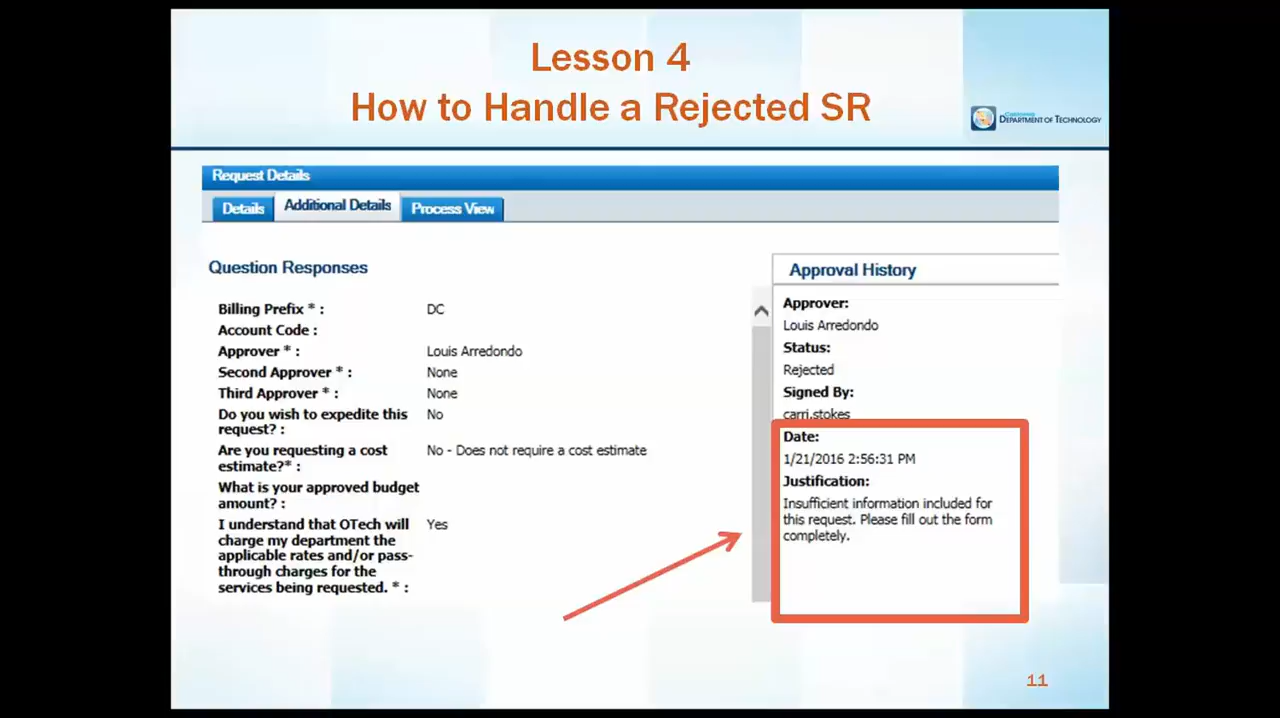 Lesson 4
How to Handle a Rejected SR
DEPARTMENT OF TECHNOLOGY
Request Details
Details Additional Details Process View
Question Responses
Billing Prefix * : DC
Account Code :
Approver * : Louis Arredondo
Second Approver * : None
Third Approver * : None
Do you wish to expedite this No
request? :
Are you requesting a cost No - Does not require a cost estimate
estimate?* :
What is your approved budget
amount? :
I understand that OTech will Yes
charge my department the
applicable rates and/or pass-
through charges for the
services being requested. * :
Approval History
Approver:
Louis Arredondo
Status:
Rejected
Signed By:
carri.stokes
Date:
1/21/2016 2:56:31 PM
Justification:
Insufficient information included for
this request. Please fill out the form
completely.
11